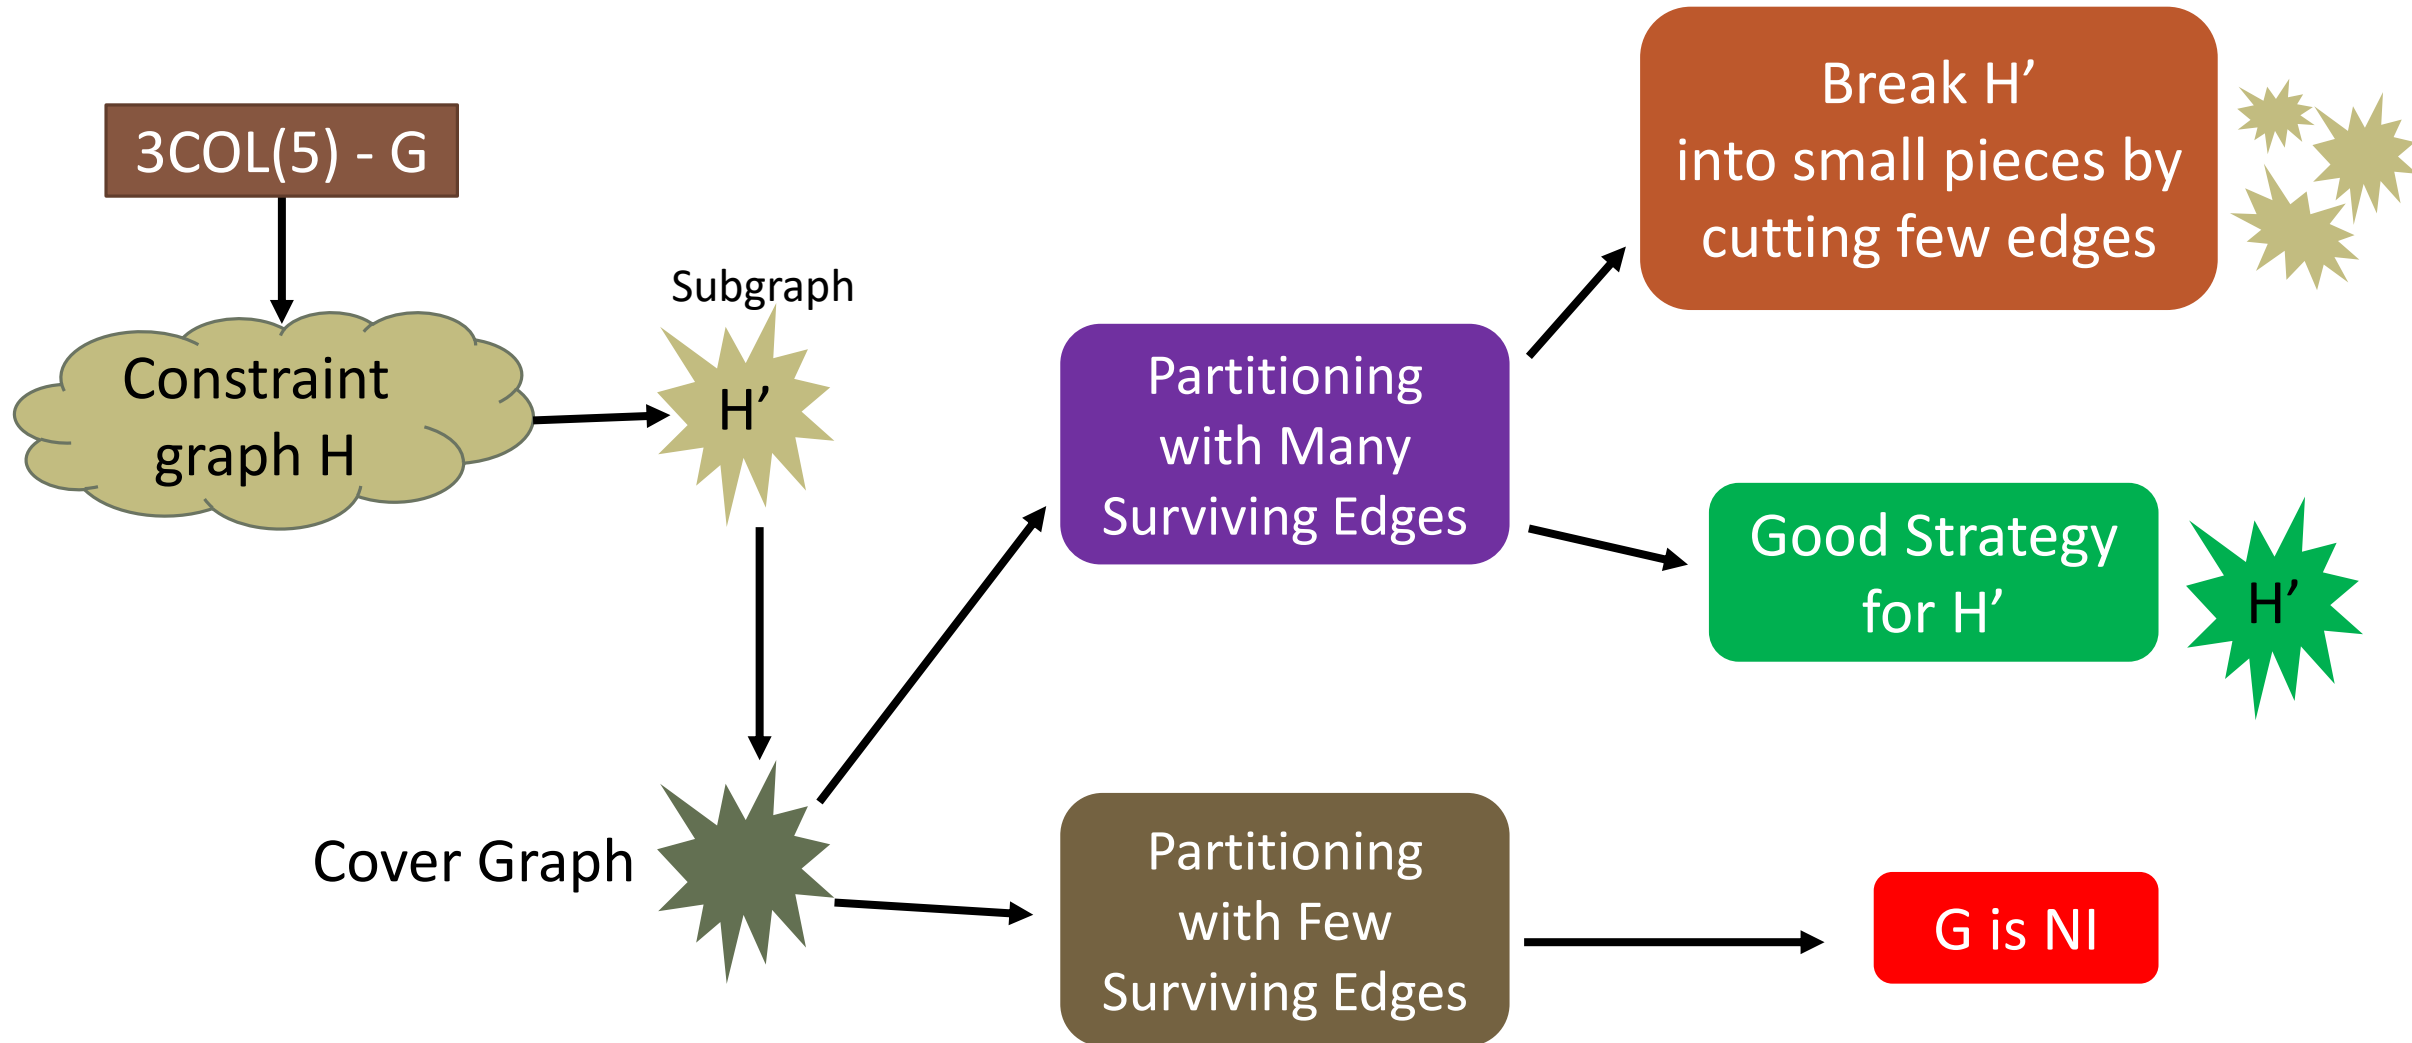 3COL(5) - G
Constraint
graph H
Subgraph
H’
Cover Graph
Partitioning
with Many
Surviving Edges
Partitioning
with Few
Surviving Edges
Break H’
into small pieces by
cutting few edges
Good Strategy
for H’
H’
G is NI